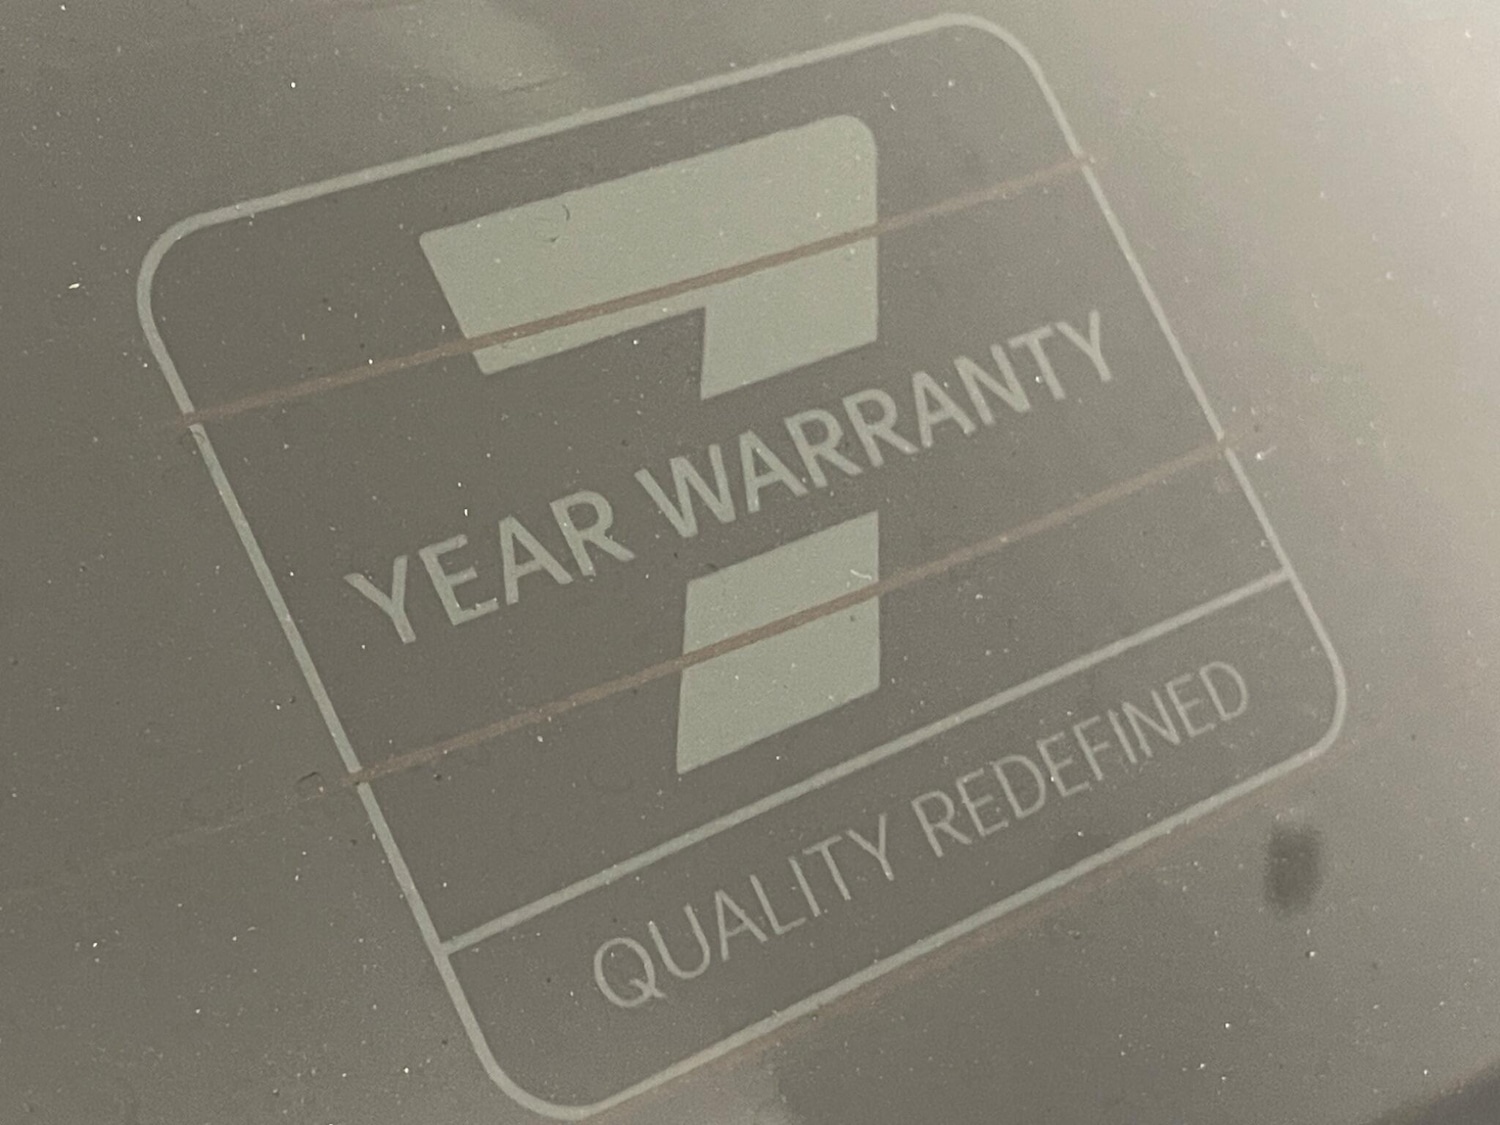 7
YEAR WARRANTY
QUALITY REDEFINED